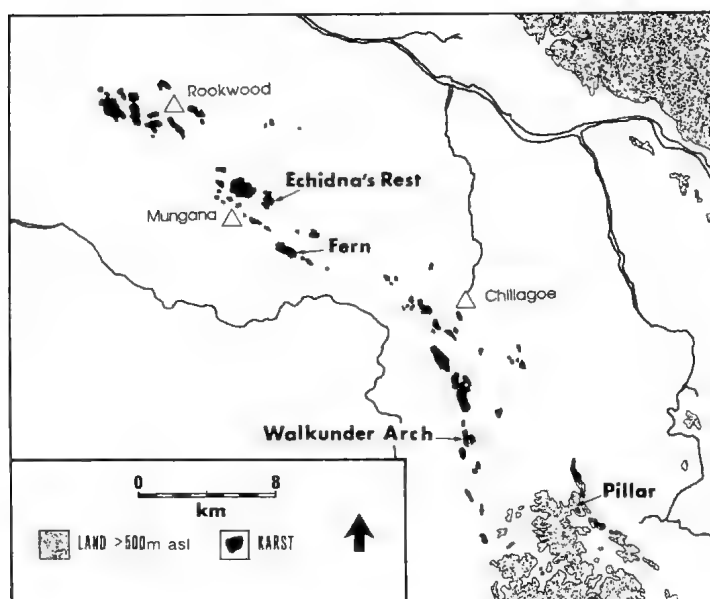 Rookwood
Echidna's Rest
Mungana
Fern
Chillagoe
Walkunder Arch
Pillar
0 8
km
LAND >500m asl KARST